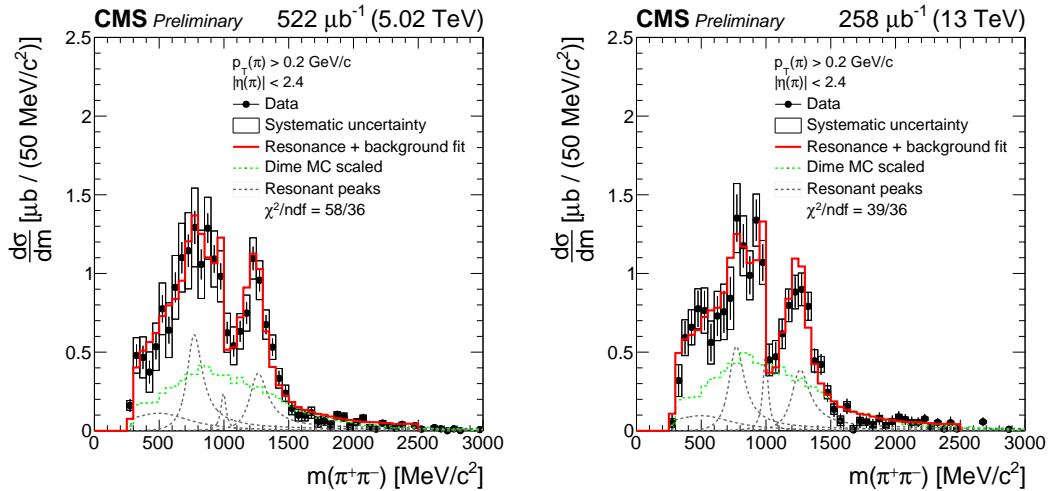 CMS Preliminary 522 μb⁻¹ (5.02 TeV)
dσ/dm [μb / (50 MeV/c²)]
2.5
2
1.5
1
0.5
0
p_T(π) > 0.2 GeV/c
|η(π)| < 2.4
Data
Systematic uncertainty
Resonance + background fit
Dime MC scaled
Resonant peaks
χ²/ndf = 58/36
0 500 1000 1500 2000 2500 3000
m(π⁺π⁻) [MeV/c²]
CMS Preliminary 258 μb⁻¹ (13 TeV)
dσ/dm [μb / (50 MeV/c²)]
2.5
2
1.5
1
0.5
0
p_T(π) > 0.2 GeV/c
|η(π)| < 2.4
Data
Systematic uncertainty
Resonance + background fit
Dime MC scaled
Resonant peaks
χ²/ndf = 39/36
0 500 1000 1500 2000 2500 3000
m(π⁺π⁻) [MeV/c²]